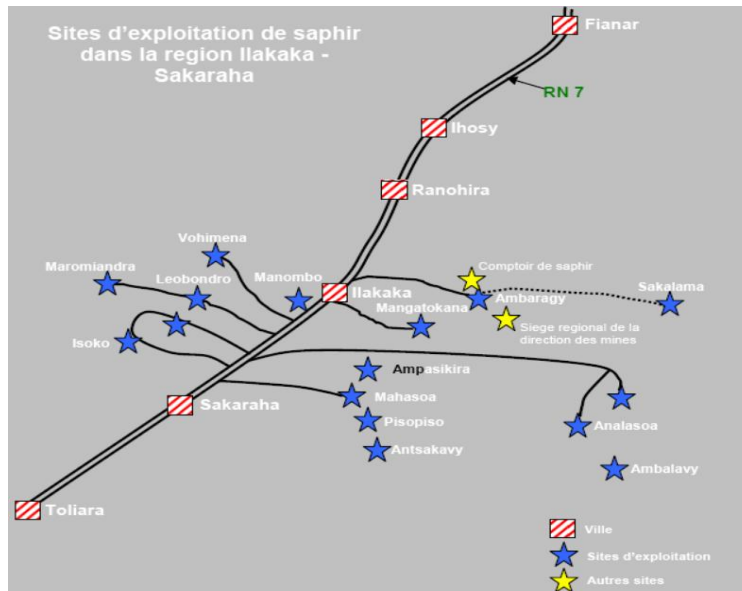 Sites d'exploitation de saphir
dans la region Ilakaka -
Sakaraha
Fianar
RN 7
Ihosy
Ranohira
Vohimena
Maromiandra
Leobondro
Manombo
Comptoir de saphir
Ilakaka
Ambaragy
Sakalama
Mangatokana
Siege regional de la
direction des mines
Isoko
Ampasikira
Mahasoa
Sakaraha
Pisopiso
Analasoa
Antsakavy
Ambalavy
Toliara
Ville
Sites d'exploitation
Autres sites